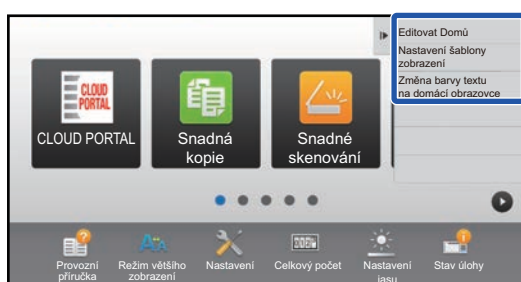 Editovat Domů
Nastavení šablony
zobrazení
Změna barvy textu
na domácí obrazovce
CLOUD
PORTAL
CLOUD PORTAL
Snadná
kopie
Snadné
skenování
Provozní
příručka
Režim většího
zobrazení
Nastavení
Celkový počet
Nastavení
jasu
Stav úlohy